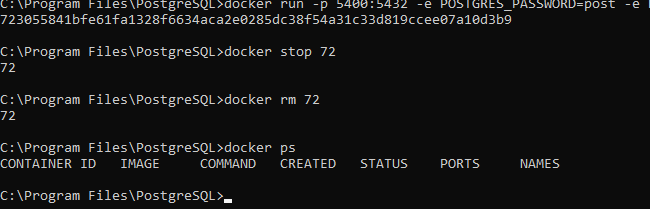 C:\Program Files\PostgreSQL>docker run -p 5400:5432 -e POSTGRES_PASSWORD=post -e
723055841bfe61fa1328f6634aca2e0285dc38f54a31c33d819ccee07a10d3b9
C:\Program Files\PostgreSQL>docker stop 72
72
C:\Program Files\PostgreSQL>docker rm 72
72
C:\Program Files\PostgreSQL>docker ps
CONTAINER ID IMAGE COMMAND CREATED STATUS PORTS NAMES
C:\Program Files\PostgreSQL>